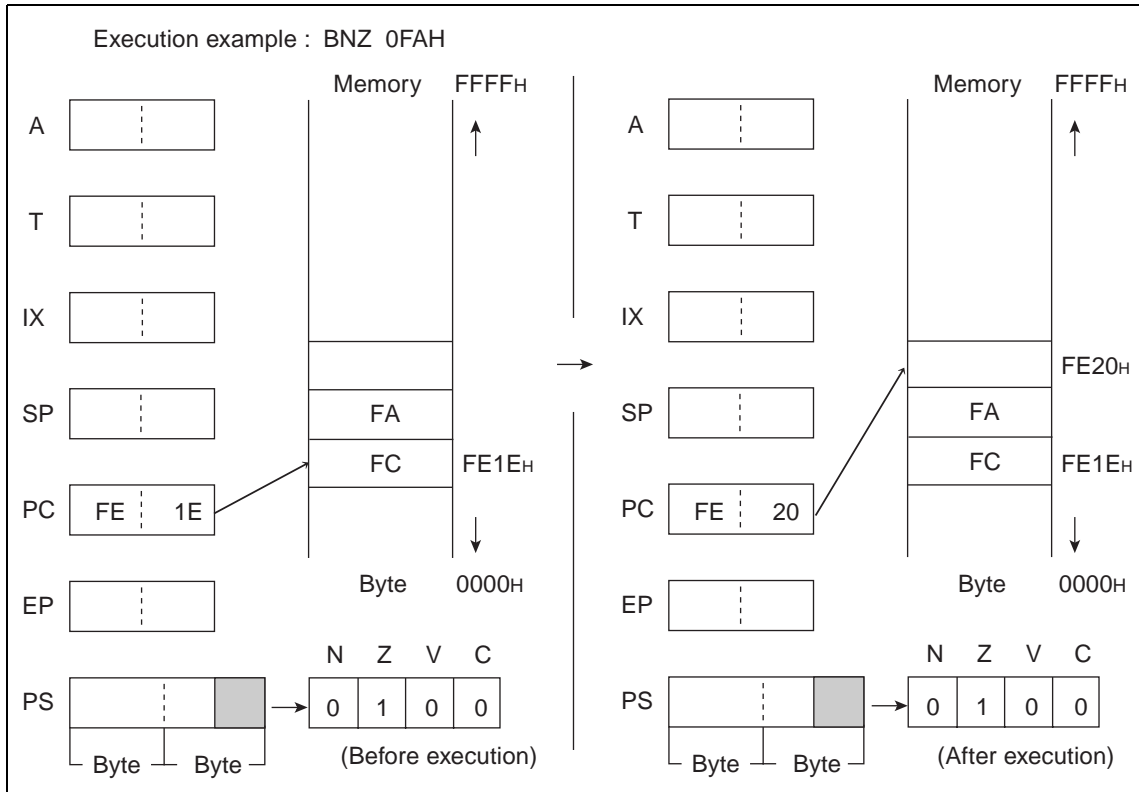 Execution example : BNZ 0FAH
Memory FFFFH
A
T
IX
SP
FA
FC FE1EH
PC FE 1E
Byte 0000H
EP
N Z V C
PS 0 1 0 0
Byte Byte
(Before execution)
Memory FFFFH
A
T
IX
FE20H
SP
FA
FC FE1EH
PC FE 20
Byte 0000H
EP
N Z V C
PS 0 1 0 0
Byte Byte
(After execution)